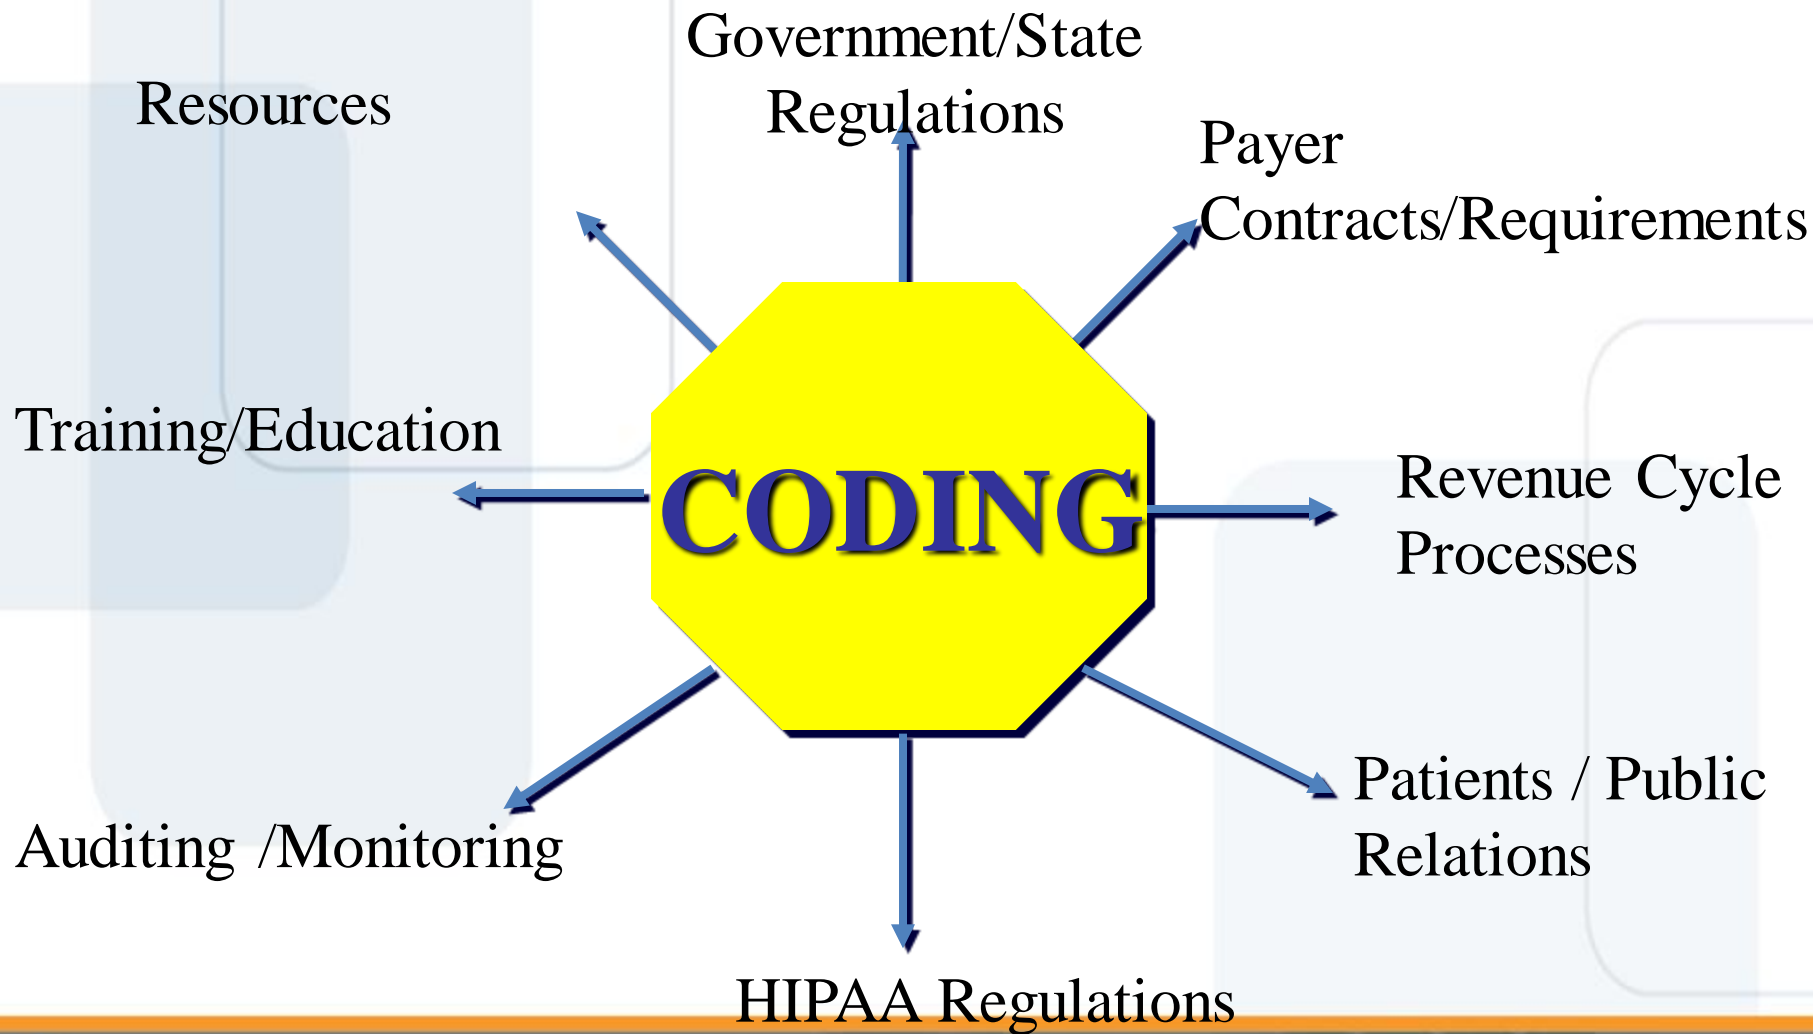 Government/State
Regulations
Resources
Payer
Contracts/Requirements
Training/Education
CODING
Revenue Cycle
Processes
Patients / Public
Relations
Auditing /Monitoring
HIPAA Regulations